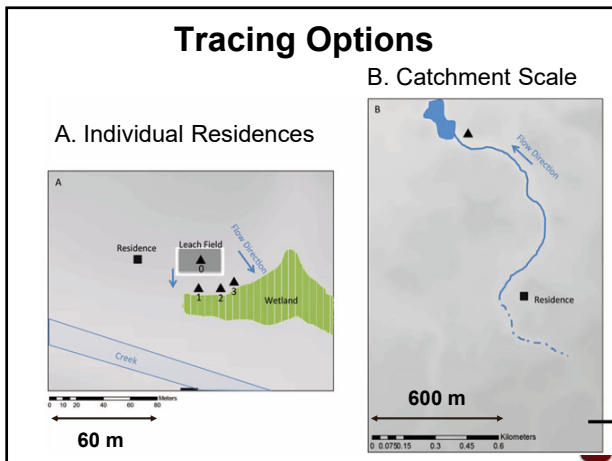 Tracing Options
B. Catchment Scale
A. Individual Residences
A
Leach Field
Flow Direction
Residence
0
1 2 3
Wetland
Creek
Meters
0 10 20 40 60 80
60 m
B
Flow Direction
Residence
600 m
Kilometers
0 0.075 0.15 0.3 0.45 0.6